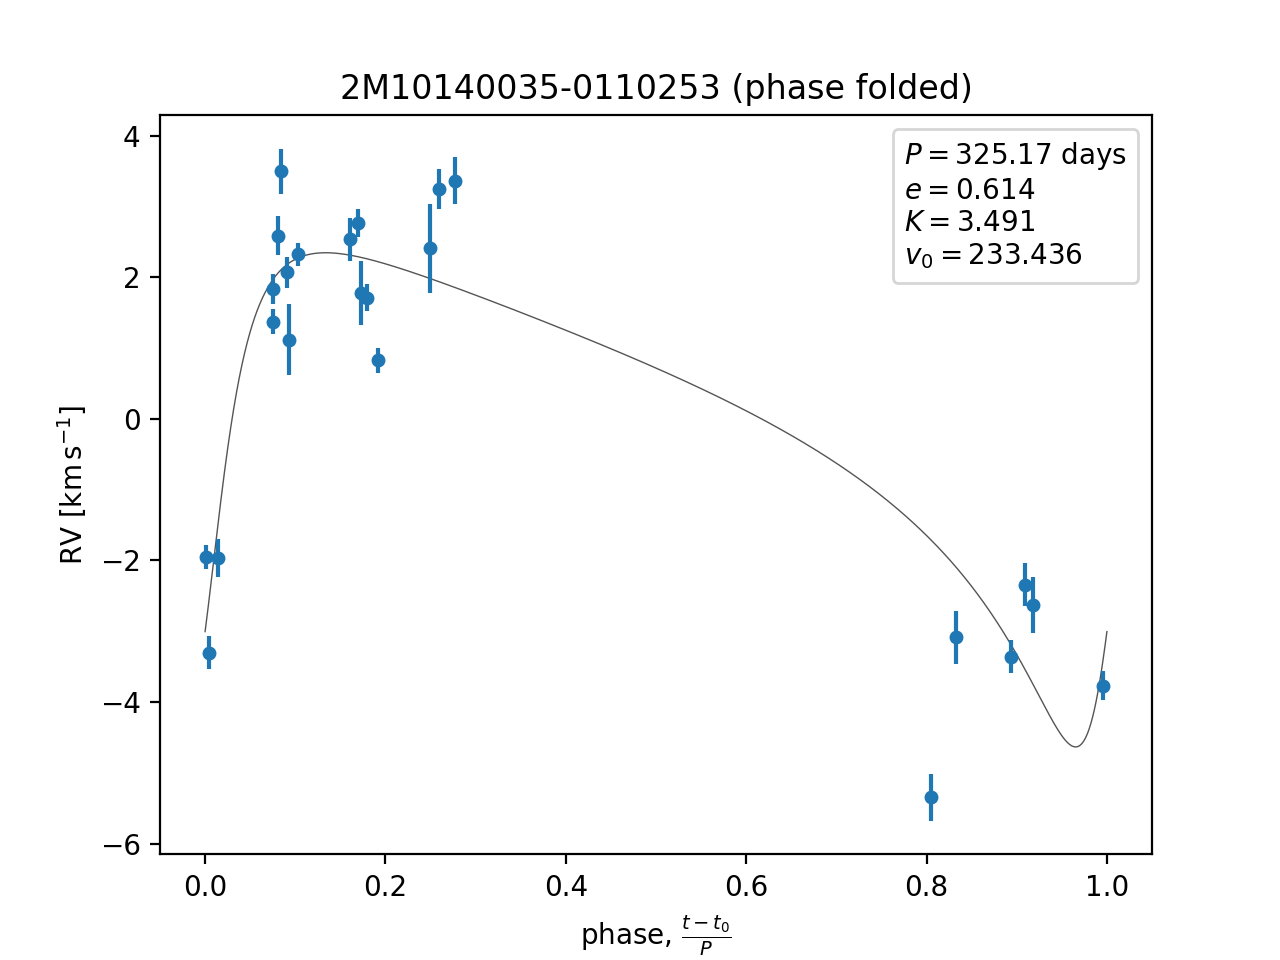 2M10140035-0110253 (phase folded)
P = 325.17 days
e = 0.614
K = 3.491
v₀ = 233.436
4
2
0
−2
−4
−6
RV [km s⁻¹]
0.0 0.2 0.4 0.6 0.8 1.0
phase, (t − t₀)/P